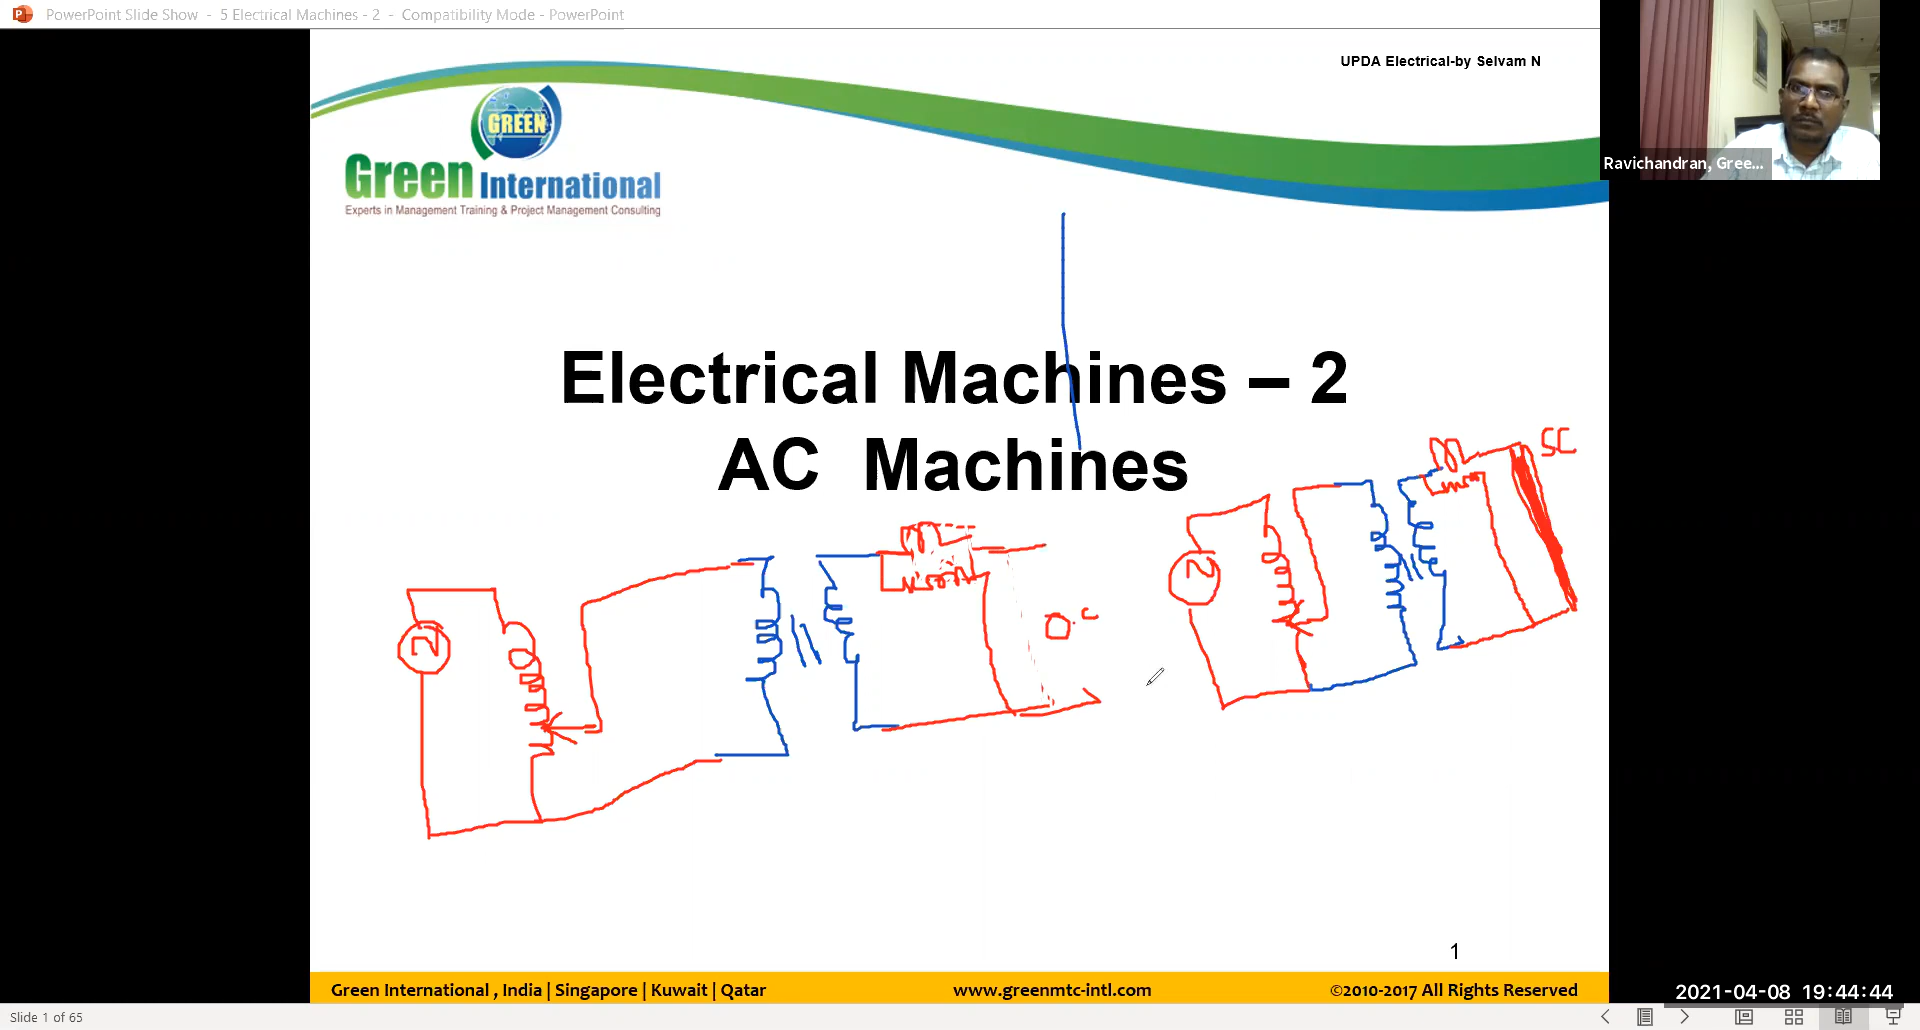 PowerPoint Slide Show - 5 Electrical Machines - 2 - Compatibility Mode - PowerPoint
UPDA Electrical-by Selvam N
Ravichandran, Gree...
GREEN
Green International
Experts in Management Training & Project Management Consulting
Electrical Machines – 2
AC Machines
SC
O.C
1
Green International , India | Singapore | Kuwait | Qatar
www.greenmtc-intl.com
©2010-2017 All Rights Reserved
2021-04-08 19:44:44
Slide 1 of 65